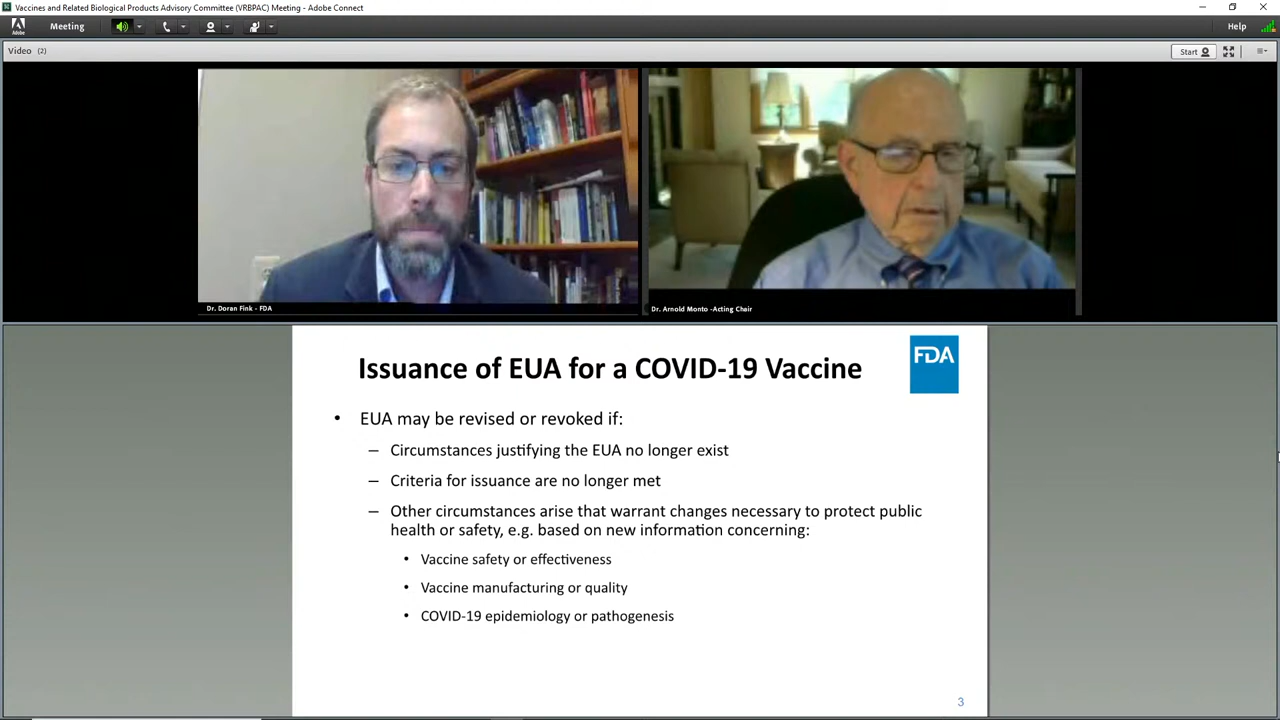 Vaccines and Related Biological Products Advisory Committee (VRBPAC) Meeting - Adobe Connect
Adobe
Meeting
Help
Video (2)
Start
Dr. Doran Fink - FDA
Dr. Arnold Monto -Acting Chair
Issuance of EUA for a COVID-19 Vaccine
FDA
• EUA may be revised or revoked if:
– Circumstances justifying the EUA no longer exist
– Criteria for issuance are no longer met
– Other circumstances arise that warrant changes necessary to protect public
health or safety, e.g. based on new information concerning:
• Vaccine safety or effectiveness
• Vaccine manufacturing or quality
• COVID-19 epidemiology or pathogenesis
3